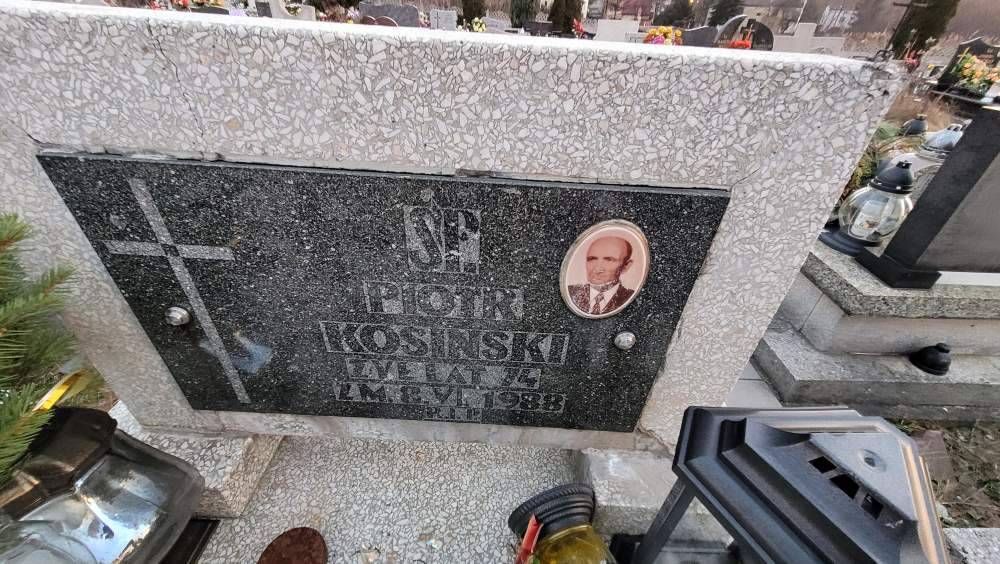 ŚP
PIOTR
KOSIŃSKI
ŻYŁ LAT 74
ZM. 8.VI.1988
R.I.P